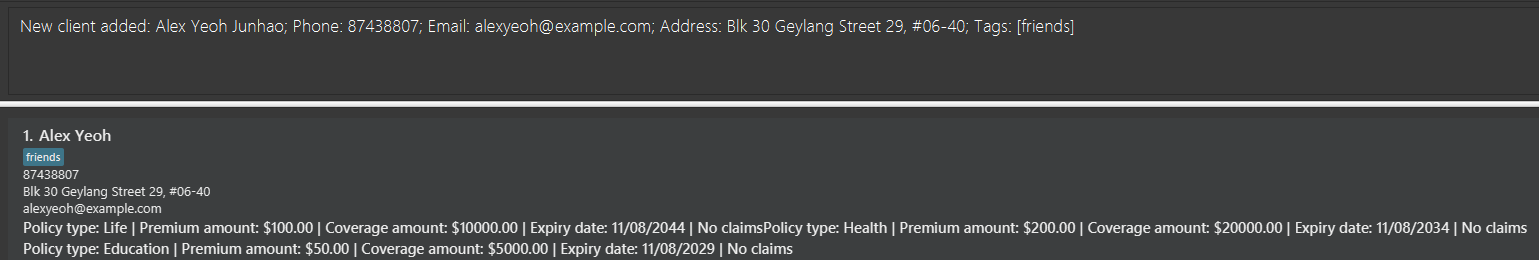 New client added: Alex Yeoh Junhao; Phone: 87438807; Email: alexyeoh@example.com; Address: Blk 30 Geylang Street 29, #06-40; Tags: [friends]
1. Alex Yeoh
friends
87438807
Blk 30 Geylang Street 29, #06-40
alexyeoh@example.com
Policy type: Life | Premium amount: $100.00 | Coverage amount: $10000.00 | Expiry date: 11/08/2044 | No claimsPolicy type: Health | Premium amount: $200.00 | Coverage amount: $20000.00 | Expiry date: 11/08/2034 | No claims
Policy type: Education | Premium amount: $50.00 | Coverage amount: $5000.00 | Expiry date: 11/08/2029 | No claims